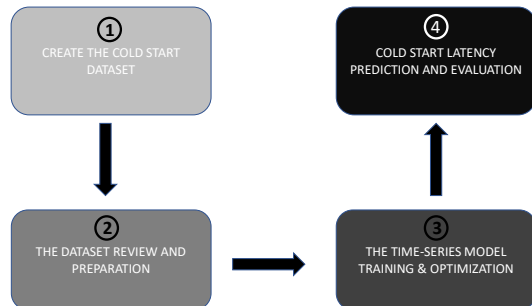 ①
CREATE THE COLD START
DATASET
②
THE DATASET REVIEW AND
PREPARATION
③
THE TIME-SERIES MODEL
TRAINING & OPTIMIZATION
④
COLD START LATENCY
PREDICTION AND EVALUATION